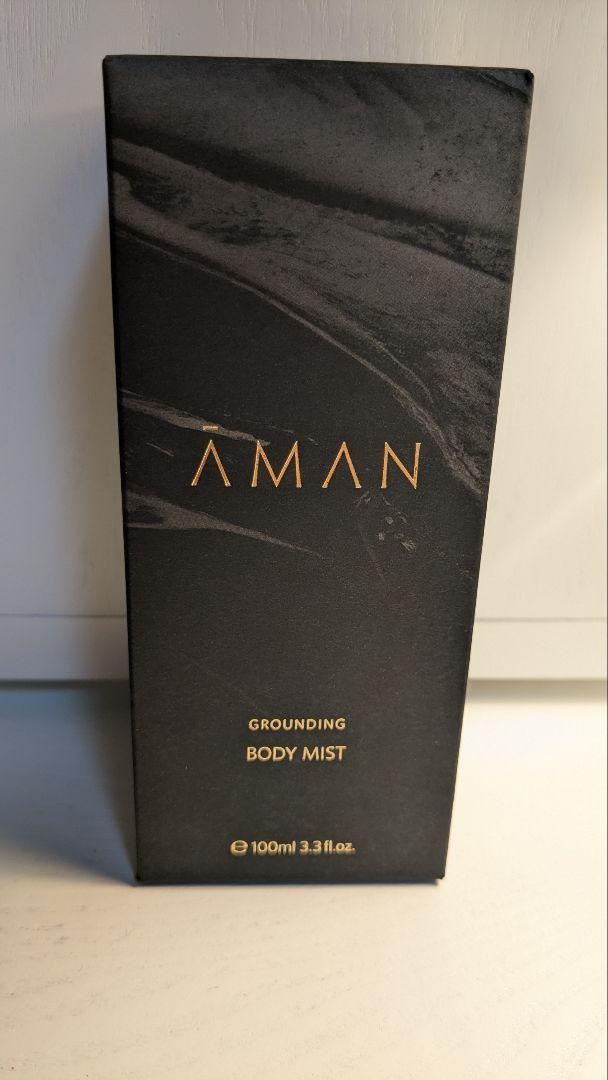 ĀMAN
GROUNDING
BODY MIST
℮ 100ml 3.3 fl.oz.